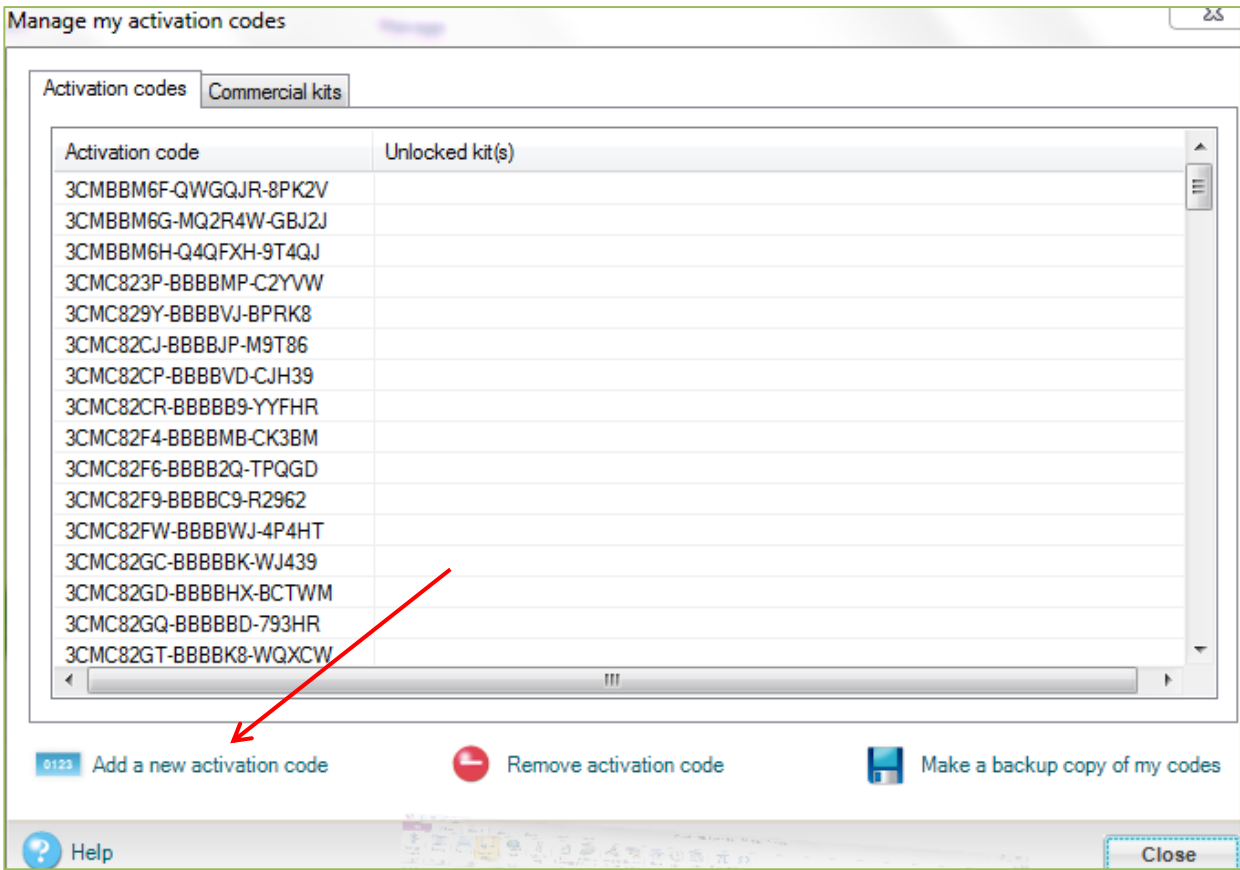 Manage my activation codes
Manage
Activation codes Commercial kits
Activation code Unlocked kit(s)
3CMBBM6F-QWGQJR-8PK2V
3CMBBM6G-MQ2R4W-GBJ2J
3CMBBM6H-Q4QFXH-9T4QJ
3CMC823P-BBBBMP-C2YVW
3CMC829Y-BBBBVJ-BPRK8
3CMC82CJ-BBBBJP-M9T86
3CMC82CP-BBBBVD-CJH39
3CMC82CR-BBBBB9-YYFHR
3CMC82F4-BBBBMB-CK3BM
3CMC82F6-BBBB2Q-TPQGD
3CMC82F9-BBBBC9-R2962
3CMC82FW-BBBBWJ-4P4HT
3CMC82GC-BBBBBK-WJ439
3CMC82GD-BBBBHX-BCTWM
3CMC82GQ-BBBBBD-793HR
3CMC82GT-BBBBK8-WQXCW
0123 Add a new activation code Remove activation code Make a backup copy of my codes
? Help Close